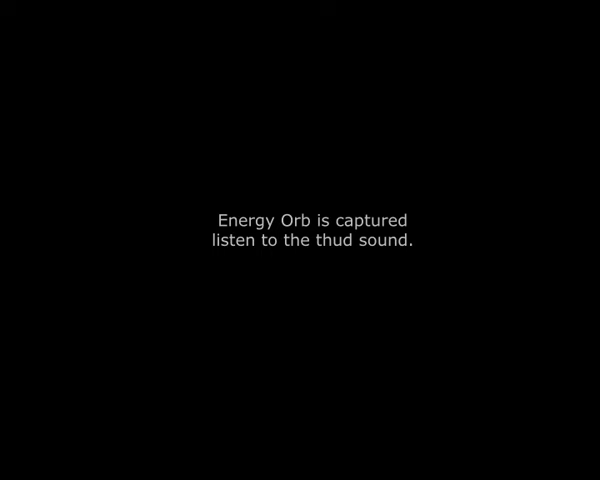 Energy Orb is captured
listen to the thud sound.